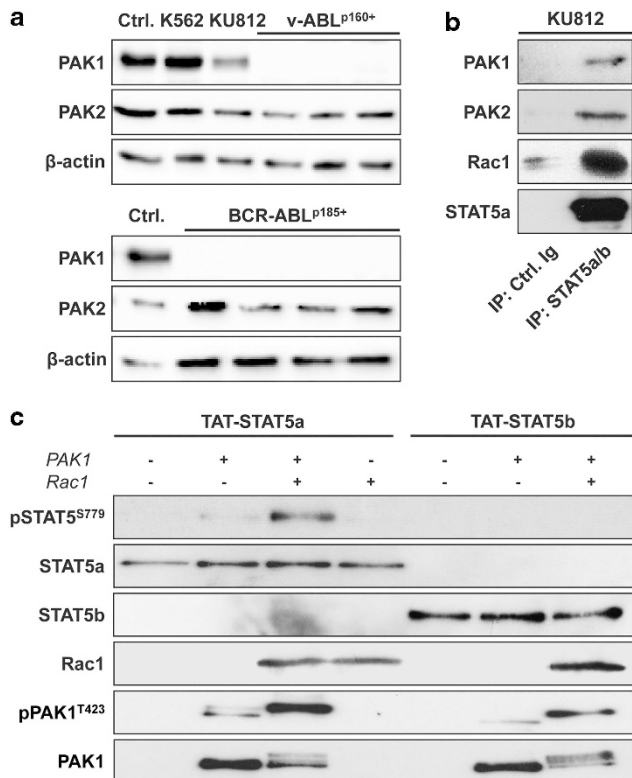 a
Ctrl. K562 KU812 v-ABLp160+
PAK1
PAK2
β-actin
Ctrl. BCR-ABLp185+
PAK1
PAK2
β-actin
b
KU812
PAK1
PAK2
Rac1
STAT5a
IP: Ctrl. Ig
IP: STAT5a/b
c
TAT-STAT5a TAT-STAT5b
PAK1 - + + - - + +
Rac1 - - + + - - +
pSTAT5S779
STAT5a
STAT5b
Rac1
pPAK1T423
PAK1